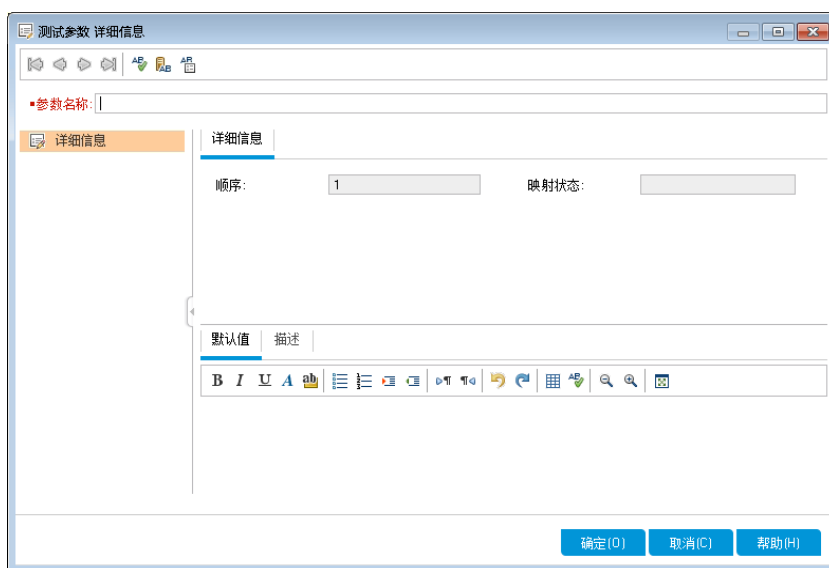 测试参数 详细信息
参数名称:
详细信息
详细信息
顺序: 1 映射状态:
默认值 描述
B I U A ab
确定(O) 取消(C) 帮助(H)